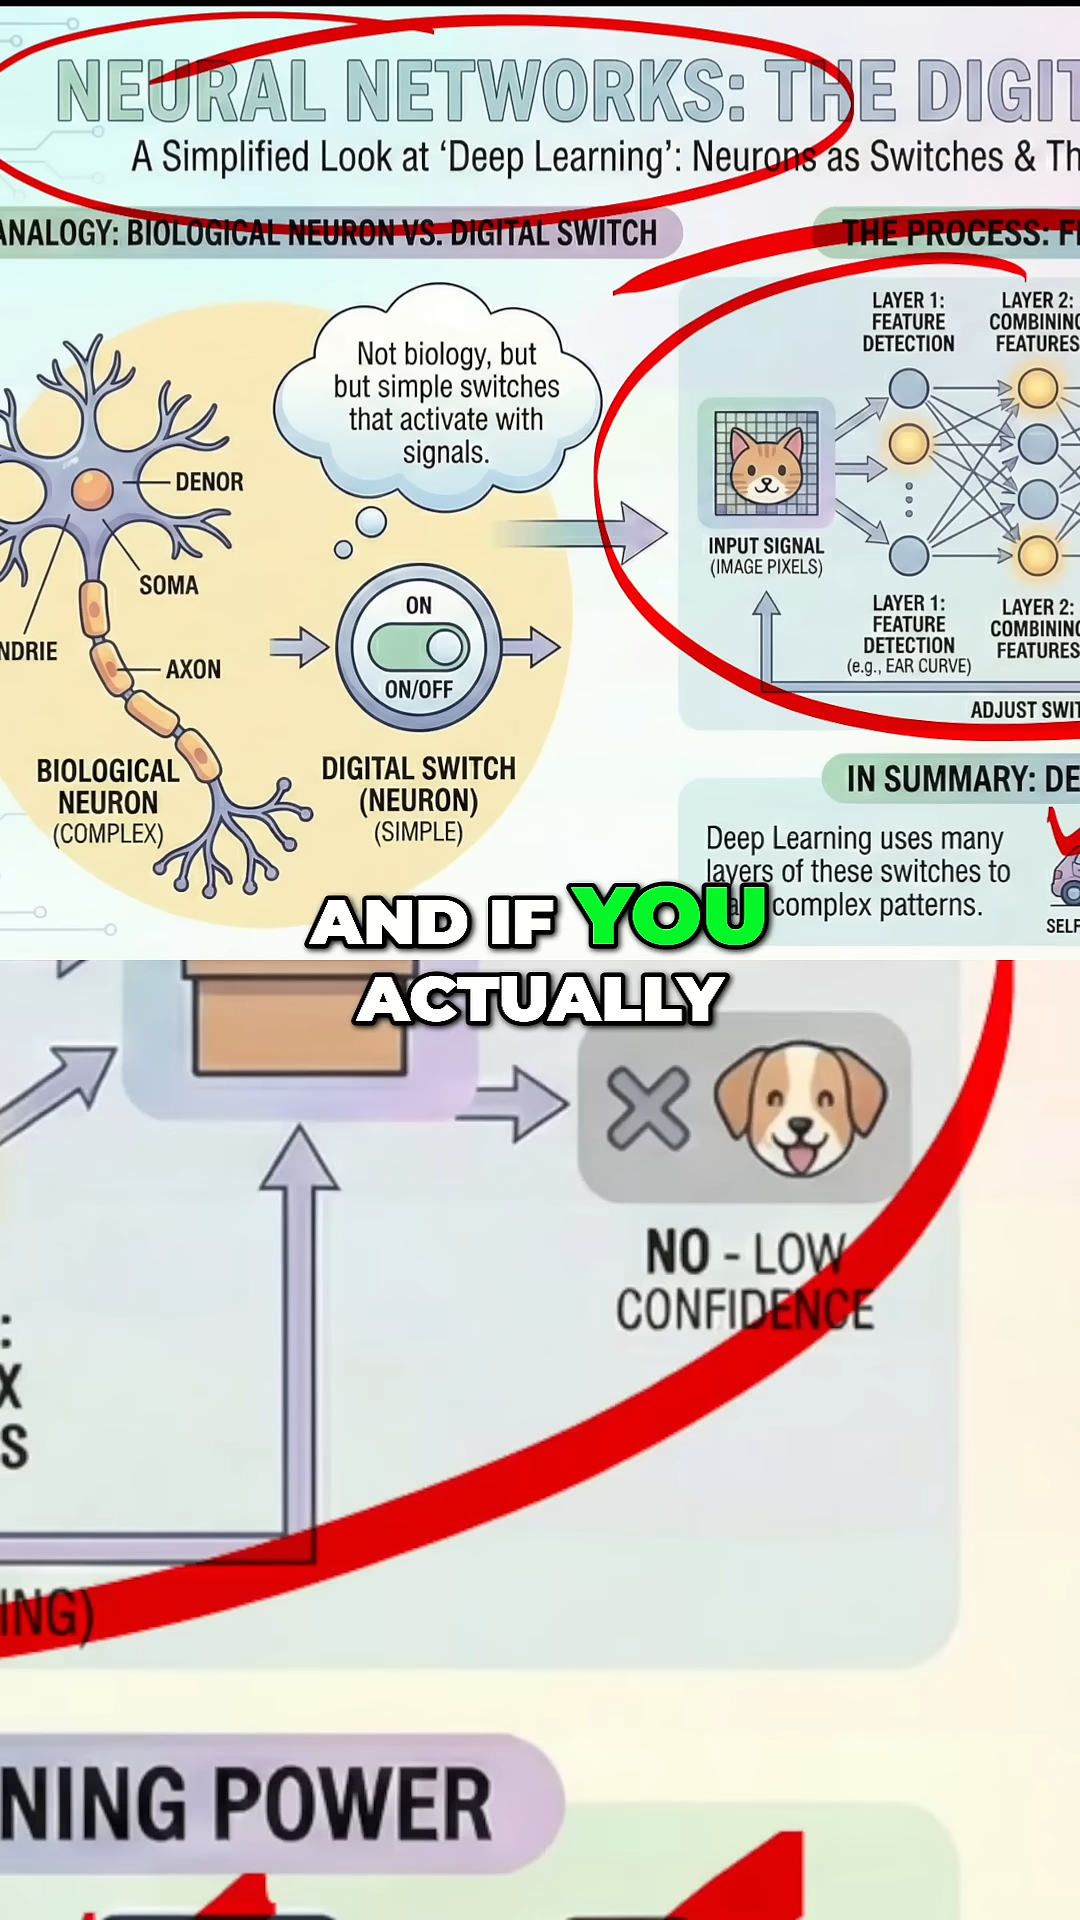 NEURAL NETWORKS: THE DIGIT
A Simplified Look at ‘Deep Learning’: Neurons as Switches & Th
ANALOGY: BIOLOGICAL NEURON VS. DIGITAL SWITCH
Not biology, but
but simple switches
that activate with
signals.
DENOR
SOMA
NDRIE
AXON
ON
ON/OFF
BIOLOGICAL
NEURON
(COMPLEX)
DIGITAL SWITCH
(NEURON)
(SIMPLE)
THE PROCESS: F
LAYER 1:
FEATURE
DETECTION
LAYER 2:
COMBINING
FEATURES
INPUT SIGNAL
(IMAGE PIXELS)
LAYER 1:
FEATURE
DETECTION
(e.g., EAR CURVE)
LAYER 2:
COMBINING
FEATURES
ADJUST SWIT
IN SUMMARY: DE
Deep Learning uses many
layers of these switches to
complex patterns.
SELF
AND IF YOU
ACTUALLY
NO - LOW
CONFIDENCE
:
X
S
ING)
NING POWER